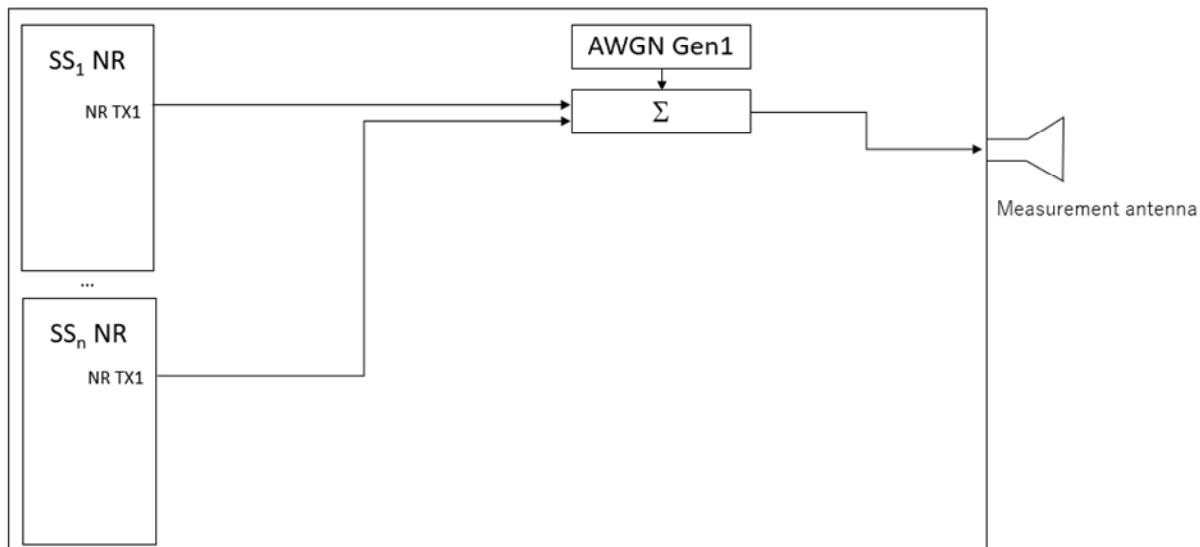 SS₁ NR
NR TX1
...
SSₙ NR
NR TX1
AWGN Gen1
Σ
Measurement antenna